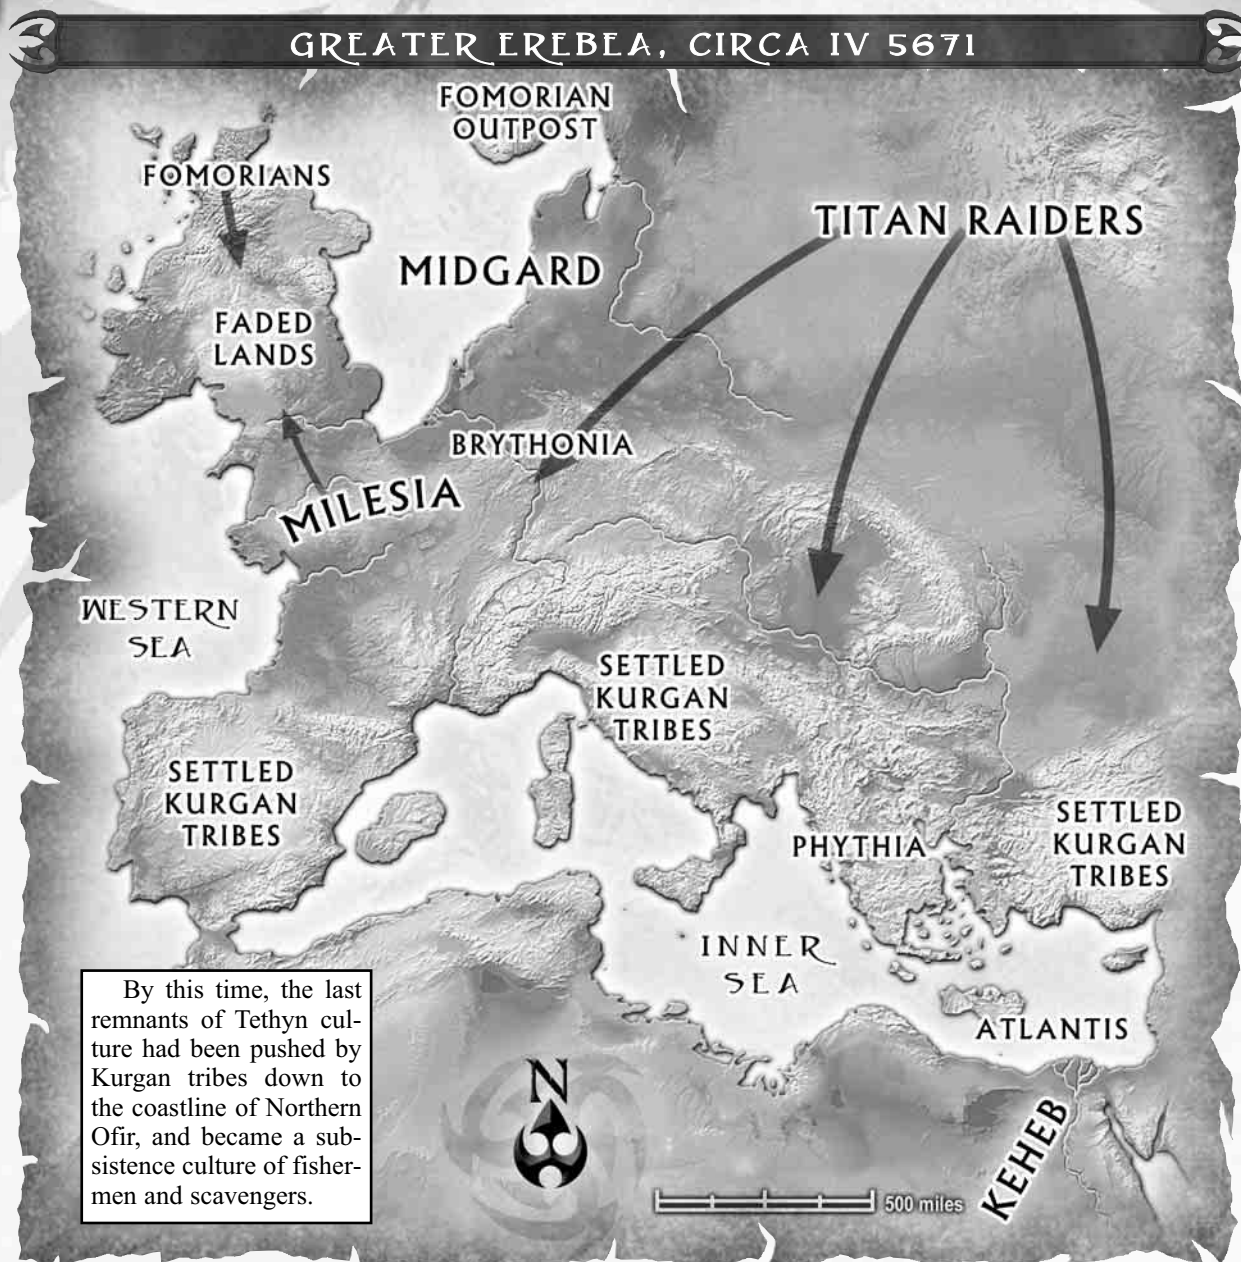 GREATER EREBEA, CIRCA IV 5671
FOMORIAN
OUTPOST
FOMORIANS
TITAN RAIDERS
MIDGARD
FADED
LANDS
BRYTHONIA
MILESIA
WESTERN
SEA
SETTLED
KURGAN
TRIBES
SETTLED
KURGAN
TRIBES
SETTLED
KURGAN
TRIBES
PHYTHIA
INNER
SEA
ATLANTIS
By this time, the last
remnants of Tethyn cul-
ture had been pushed by
Kurgan tribes down to
the coastline of Northern
Ofir, and became a sub-
sistence culture of fisher-
men and scavengers.
N
KEHEB
500 miles